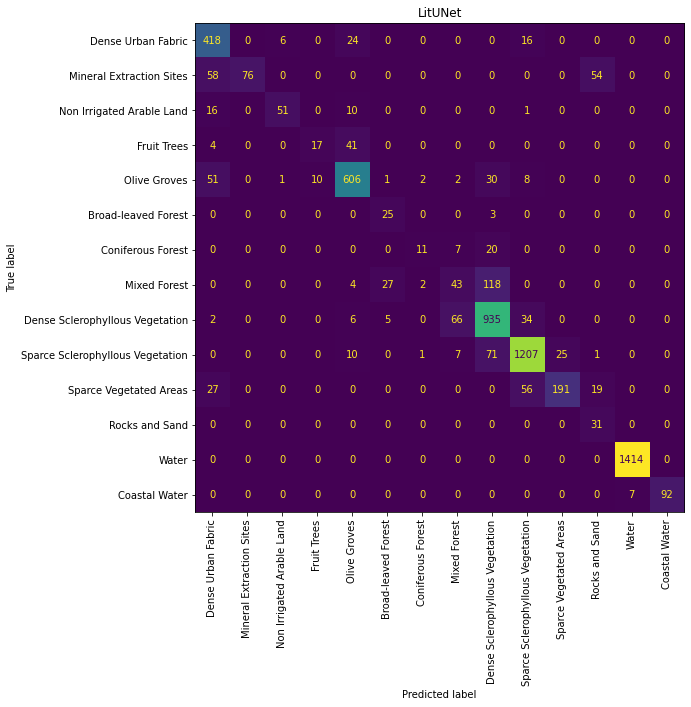 LitUNet
True label
Dense Urban Fabric 418 0 6 0 24 0 0 0 0 16 0 0 0 0
Mineral Extraction Sites 58 76 0 0 0 0 0 0 0 0 0 54 0 0
Non Irrigated Arable Land 16 0 51 0 10 0 0 0 0 1 0 0 0 0
Fruit Trees 4 0 0 17 41 0 0 0 0 0 0 0 0 0
Olive Groves 51 0 1 10 606 1 2 2 30 8 0 0 0 0
Broad-leaved Forest 0 0 0 0 0 25 0 0 3 0 0 0 0 0
Coniferous Forest 0 0 0 0 0 0 11 7 20 0 0 0 0 0
Mixed Forest 0 0 0 0 4 27 2 43 118 0 0 0 0 0
Dense Sclerophyllous Vegetation 2 0 0 0 6 5 0 66 935 34 0 0 0 0
Sparce Sclerophyllous Vegetation 0 0 0 0 10 0 1 7 71 1207 25 1 0 0
Sparce Vegetated Areas 27 0 0 0 0 0 0 0 0 56 191 19 0 0
Rocks and Sand 0 0 0 0 0 0 0 0 0 0 0 31 0 0
Water 0 0 0 0 0 0 0 0 0 0 0 0 1414 0
Coastal Water 0 0 0 0 0 0 0 0 0 0 0 0 7 92
Dense Urban Fabric
Mineral Extraction Sites
Non Irrigated Arable Land
Fruit Trees
Olive Groves
Broad-leaved Forest
Coniferous Forest
Mixed Forest
Dense Sclerophyllous Vegetation
Sparce Sclerophyllous Vegetation
Sparce Vegetated Areas
Rocks and Sand
Water
Coastal Water
Predicted label